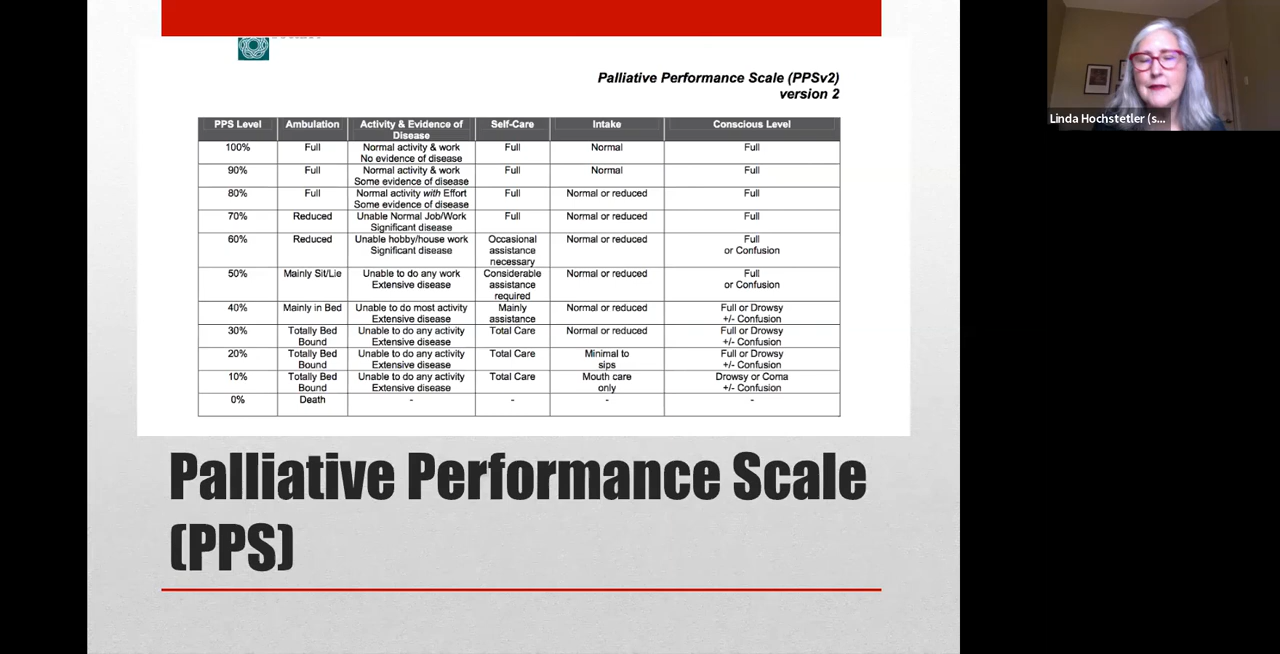 Palliative Performance Scale (PPSv2)
version 2
PPS Level Ambulation Activity & Evidence of Disease Self-Care Intake Conscious Level
100% Full Normal activity & work No evidence of disease Full Normal Full
90% Full Normal activity & work Some evidence of disease Full Normal Full
80% Full Normal activity with Effort Some evidence of disease Full Normal or reduced Full
70% Reduced Unable Normal Job/Work Significant disease Full Normal or reduced Full
60% Reduced Unable hobby/house work Significant disease Occasional assistance necessary Normal or reduced Full or Confusion
50% Mainly Sit/Lie Unable to do any work Extensive disease Considerable assistance required Normal or reduced Full or Confusion
40% Mainly in Bed Unable to do most activity Extensive disease Mainly assistance Normal or reduced Full or Drowsy +/- Confusion
30% Totally Bed Bound Unable to do any activity Extensive disease Total Care Normal or reduced Full or Drowsy +/- Confusion
20% Totally Bed Bound Unable to do any activity Extensive disease Total Care Minimal to sips Full or Drowsy +/- Confusion
10% Totally Bed Bound Unable to do any activity Extensive disease Total Care Mouth care only Drowsy or Coma +/- Confusion
0% Death - - - -
Palliative Performance Scale
(PPS)
Linda Hochstetler (s...